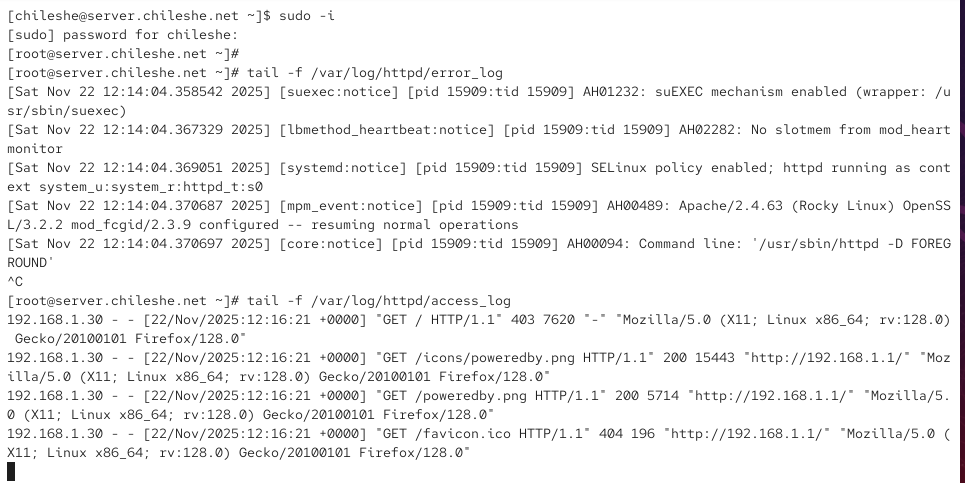 [chileshe@server.chileshe.net ~]$ sudo -i
[sudo] password for chileshe:
[root@server.chileshe.net ~]#
[root@server.chileshe.net ~]# tail -f /var/log/httpd/error_log
[Sat Nov 22 12:14:04.358542 2025] [suexec:notice] [pid 15909:tid 15909] AH01232: suEXEC mechanism enabled (wrapper: /u
sr/sbin/suexec)
[Sat Nov 22 12:14:04.367329 2025] [lbmethod_heartbeat:notice] [pid 15909:tid 15909] AH02282: No slotmem from mod_heart
monitor
[Sat Nov 22 12:14:04.369051 2025] [systemd:notice] [pid 15909:tid 15909] SELinux policy enabled; httpd running as cont
ext system_u:system_r:httpd_t:s0
[Sat Nov 22 12:14:04.370687 2025] [mpm_event:notice] [pid 15909:tid 15909] AH00489: Apache/2.4.63 (Rocky Linux) OpenSS
L/3.2.2 mod_fcgid/2.3.9 configured -- resuming normal operations
[Sat Nov 22 12:14:04.370697 2025] [core:notice] [pid 15909:tid 15909] AH00094: Command line: '/usr/sbin/httpd -D FOREG
ROUND'
^C
[root@server.chileshe.net ~]# tail -f /var/log/httpd/access_log
192.168.1.30 - - [22/Nov/2025:12:16:21 +0000] "GET / HTTP/1.1" 403 7620 "-" "Mozilla/5.0 (X11; Linux x86_64; rv:128.0)
 Gecko/20100101 Firefox/128.0"
192.168.1.30 - - [22/Nov/2025:12:16:21 +0000] "GET /icons/poweredby.png HTTP/1.1" 200 15443 "http://192.168.1.1/" "Moz
illa/5.0 (X11; Linux x86_64; rv:128.0) Gecko/20100101 Firefox/128.0"
192.168.1.30 - - [22/Nov/2025:12:16:21 +0000] "GET /poweredby.png HTTP/1.1" 200 5714 "http://192.168.1.1/" "Mozilla/5.
0 (X11; Linux x86_64; rv:128.0) Gecko/20100101 Firefox/128.0"
192.168.1.30 - - [22/Nov/2025:12:16:21 +0000] "GET /favicon.ico HTTP/1.1" 404 196 "http://192.168.1.1/" "Mozilla/5.0 (
X11; Linux x86_64; rv:128.0) Gecko/20100101 Firefox/128.0"